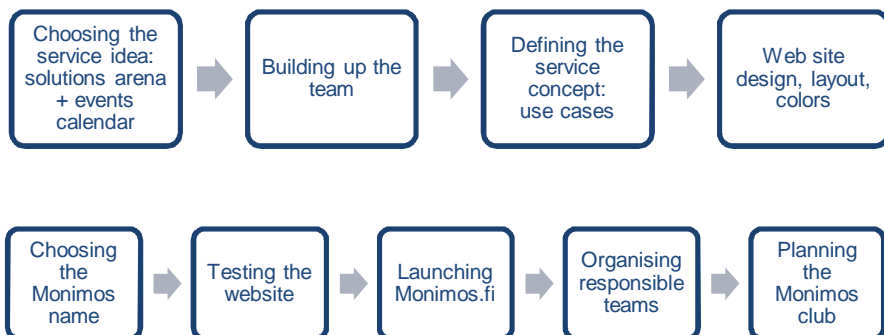 Choosing the
service idea:
solutions arena
+ events
calendar
Building up the
team
Defining the
service
concept:
use cases
Web site
design, layout,
colors
Choosing
the
Monimos
name
Testing the
website
Launching
Monimos.fi
Organising
responsible
teams
Planning
the
Monimos
club